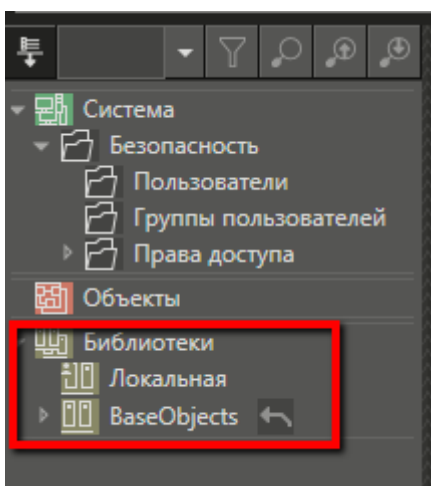 Система
Безопасность
Пользователи
Группы пользователей
Права доступа
Объекты
Библиотеки
Локальная
BaseObjects